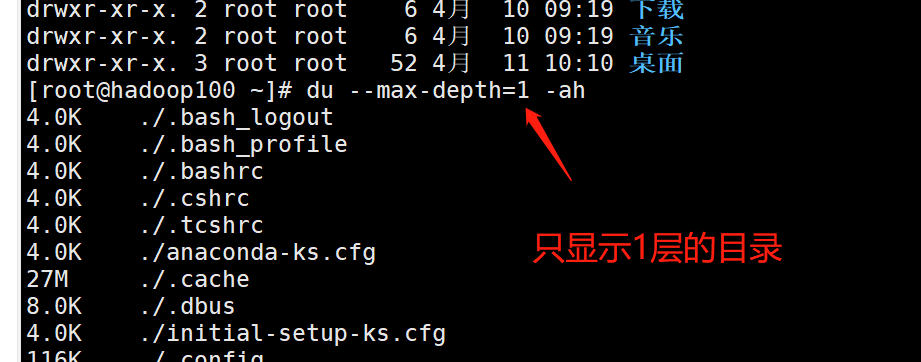 drwxr-xr-x. 2 root root    6 4月  10 09:19 下载
drwxr-xr-x. 2 root root    6 4月  10 09:19 音乐
drwxr-xr-x. 3 root root   52 4月  11 10:10 桌面
[root@hadoop100 ~]# du --max-depth=1 -ah
4.0K    ./.bash_logout
4.0K    ./.bash_profile
4.0K    ./.bashrc
4.0K    ./.cshrc
4.0K    ./.tcshrc
只显示1层的目录
4.0K    ./anaconda-ks.cfg
27M     ./.cache
8.0K    ./.dbus
4.0K    ./initial-setup-ks.cfg
116K    ./.config